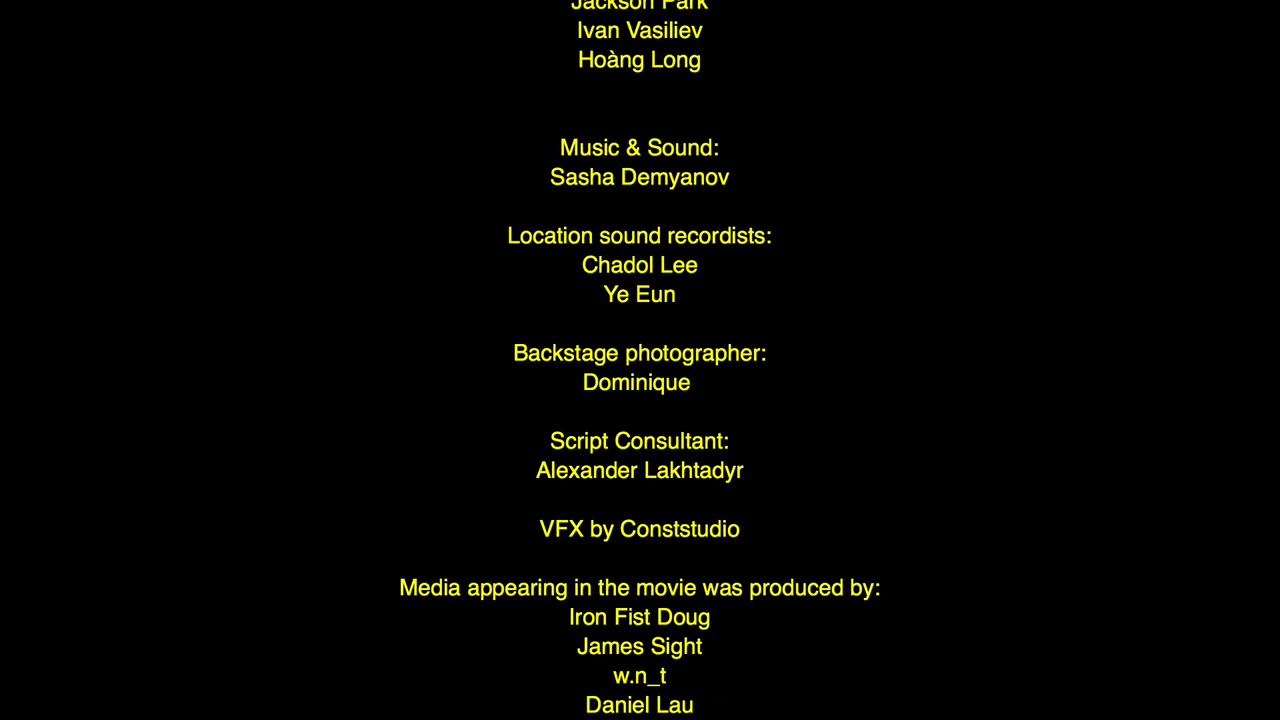 Jackson Park
Ivan Vasiliev
Hoàng Long
Music & Sound:
Sasha Demyanov
Location sound recordists:
Chadol Lee
Ye Eun
Backstage photographer:
Dominique
Script Consultant:
Alexander Lakhtadyr
VFX by Conststudio
Media appearing in the movie was produced by:
Iron Fist Doug
James Sight
w.n_t
Daniel Lau